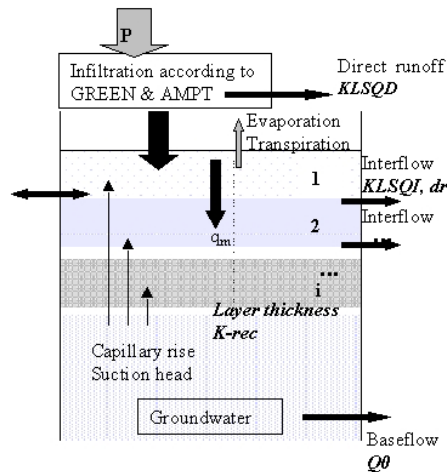 P
Infiltration according to
GREEN & AMPT
Direct runoff
KLSQD
Evaporation
Transpiration
1
Interflow
KLSQI, dr
2
Interflow
...
qm
...
i
Layer thickness
K-rec
Capillary rise
Suction head
Groundwater
Baseflow
Q0